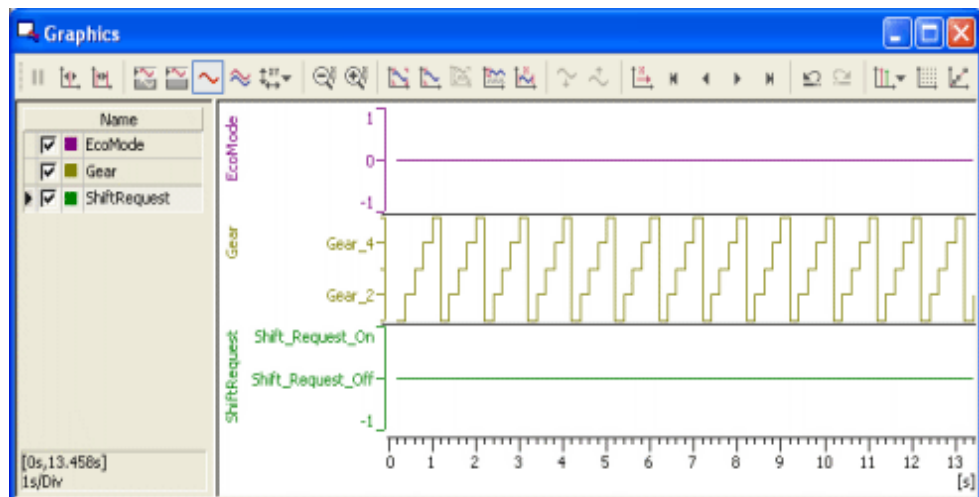 Graphics
Name
EcoMode
Gear
ShiftRequest
[0s,13.458s]
1s/Div
EcoMode
1
0
-1
Gear
Gear_4
Gear_2
ShiftRequest
Shift_Request_On
Shift_Request_Off
-1
0 1 2 3 4 5 6 7 8 9 10 11 12 13
[s]